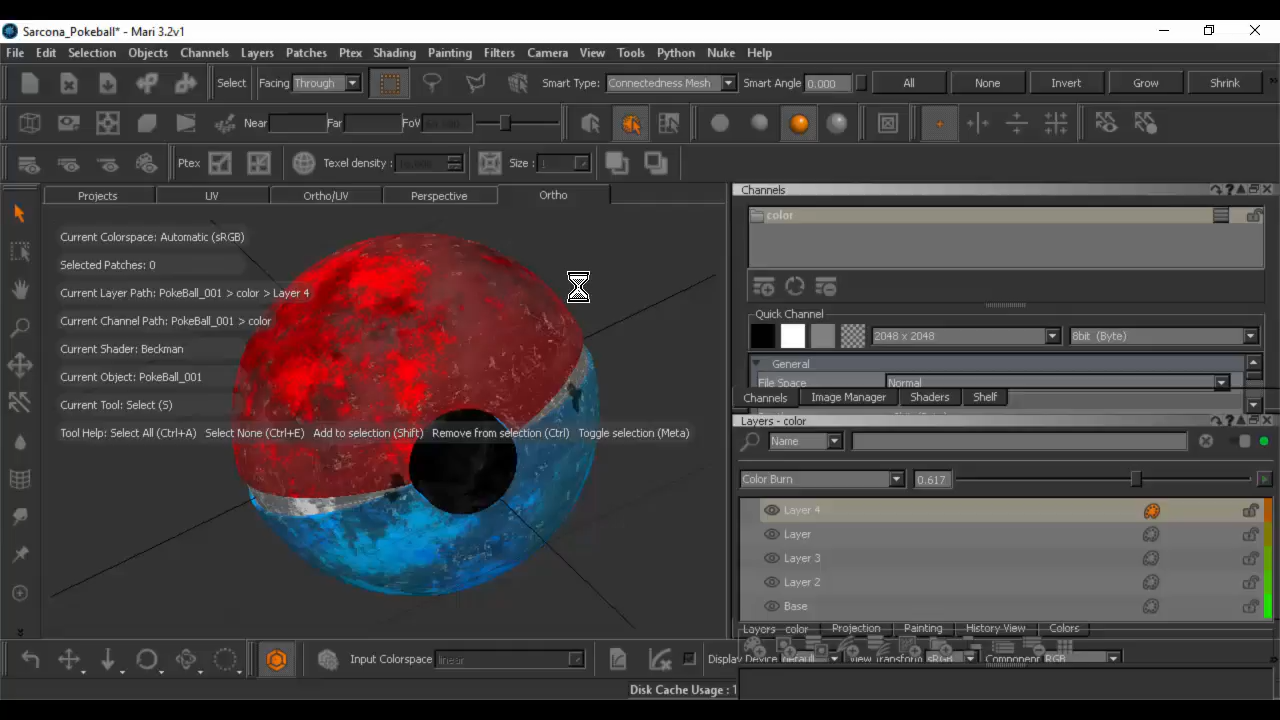 Sarcona_Pokeball* - Mari 3.2v1
File Edit Selection Objects Channels Layers Patches Ptex Shading Painting Filters Camera View Tools Python Nuke Help
Select Facing Through Smart Type: Connectedness Mesh Smart Angle 0.000 All None Invert Grow Shrink
Near Far FoV
Ptex Texel density: Size:
Projects UV Ortho/UV Perspective Ortho
Channels
color
Quick Channel
2048 x 2048 8bit (Byte)
General
File Space Normal
Channels Image Manager Shaders Shelf
Layers - color
Name
Color Burn 0.617
Layer 4
Layer
Layer 3
Layer 2
Base
Layers - color Projection Painting History View Colors
Current Colorspace: Automatic (sRGB)
Selected Patches: 0
Current Layer Path: PokeBall_001 > color > Layer 4
Current Channel Path: PokeBall_001 > color
Current Shader: Beckman
Current Object: PokeBall_001
Current Tool: Select (S)
Tool Help: Select All (Ctrl+A) Select None (Ctrl+E) Add to selection (Shift) Remove from selection (Ctrl) Toggle selection (Meta)
Input Colorspace linear Display Device default View Transform sRGB Component RGB
Disk Cache Usage : 1